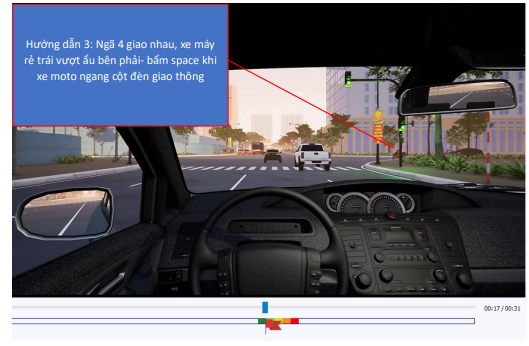 Hướng dẫn 3: Ngã 4 giao nhau, xe máy
rẻ trái vượt ẩu bên phải- bấm space khi
xe moto ngang cột đèn giao thông
00:17 / 00:31